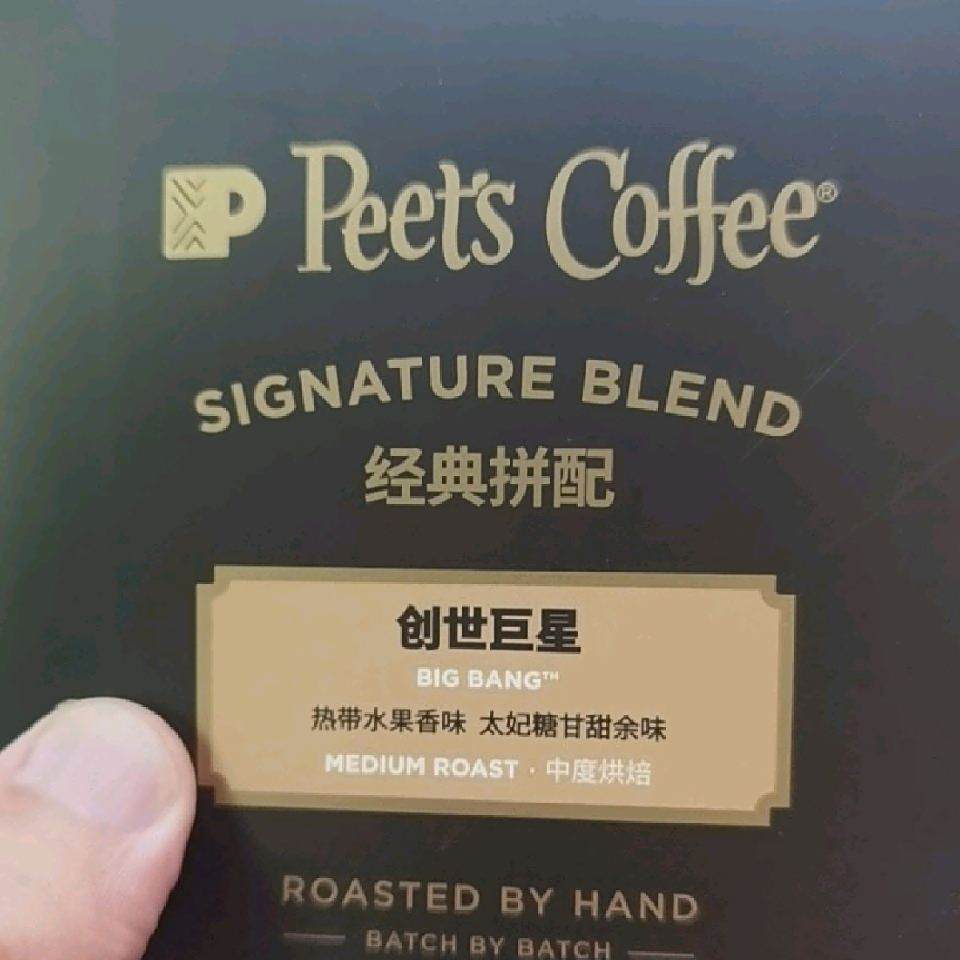 P Peet's Coffee®
SIGNATURE BLEND
经典拼配
创世巨星
BIG BANG™
热带水果香味 太妃糖甘甜余味
MEDIUM ROAST · 中度烘焙
ROASTED BY HAND
BATCH BY BATCH